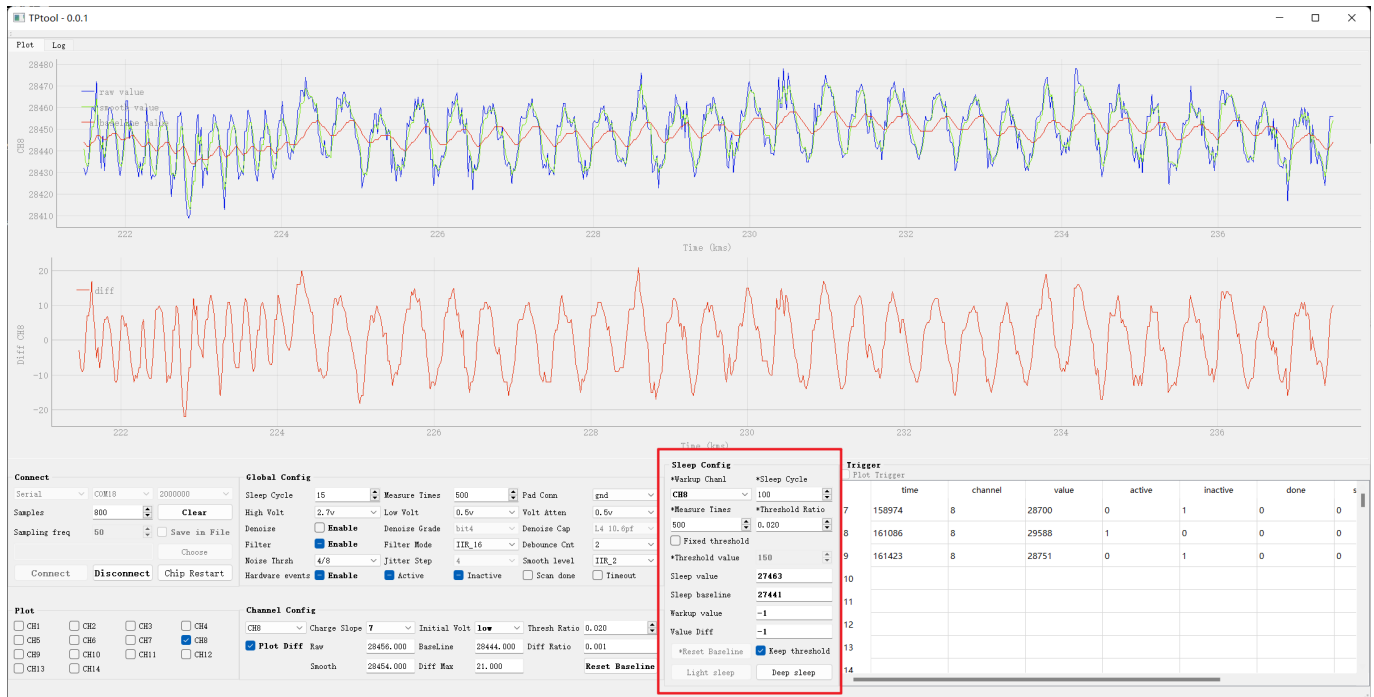 TPtool - 0.0.1
Plot Log
28480
28470
28460
28450
28440
28430
28420
28410
CH8
raw value
smooth value
baseline value
222 224 226 228 230 232 234 236
Time (kms)
20
10
0
-10
-20
Diff CH8
diff
222 224 226 228 230 232 234 236
Time (kms)
Connect
Serial COM18 2000000
Samples 800 Clear
Sampling freq 50 Save in File
Choose
Connect Disconnect Chip Restart
Plot
CH1 CH2 CH3 CH4
CH5 CH6 CH7 CH8
CH9 CH10 CH11 CH12
CH13 CH14
Global Config
Sleep Cycle 15 Measure Times 500 Pad Conn gnd
High Volt 2.7v Low Volt 0.5v Volt Atten 0.5v
Denoise Enable Denoise Grade bit4 Denoise Cap L4 10.6pf
Filter Enable Filter Mode IIR_16 Debounce Cnt 2
Noise Thrsh 4/8 Jitter Step 4 Smooth level IIR_2
Hardware events Enable Active Inactive Scan done Timeout
Channel Config
CH8 Charge Slope 7 Initial Volt low Thresh Ratio 0.020
Plot Diff Raw 28456.000 BaseLine 28444.000 Diff Ratio 0.001
Smooth 28454.000 Diff Max 21.000 Reset Baseline
Sleep Config
*Warkup Chanl *Sleep Cycle
CH8 100
*Measure Times *Threshold Ratio
500 0.020
Fixed threshold
*Threshold value 150
Sleep value 27463
Sleep baseline 27441
Warkup value -1
Value Diff -1
*Reset Baseline Keep threshold
Light sleep Deep sleep
Trigger
Plot Trigger
time channel value active inactive done s
7 158974 8 28700 0 1 0 0
8 161086 8 29588 1 0 0 0
9 161423 8 28751 0 1 0 0
10
11
12
13
14